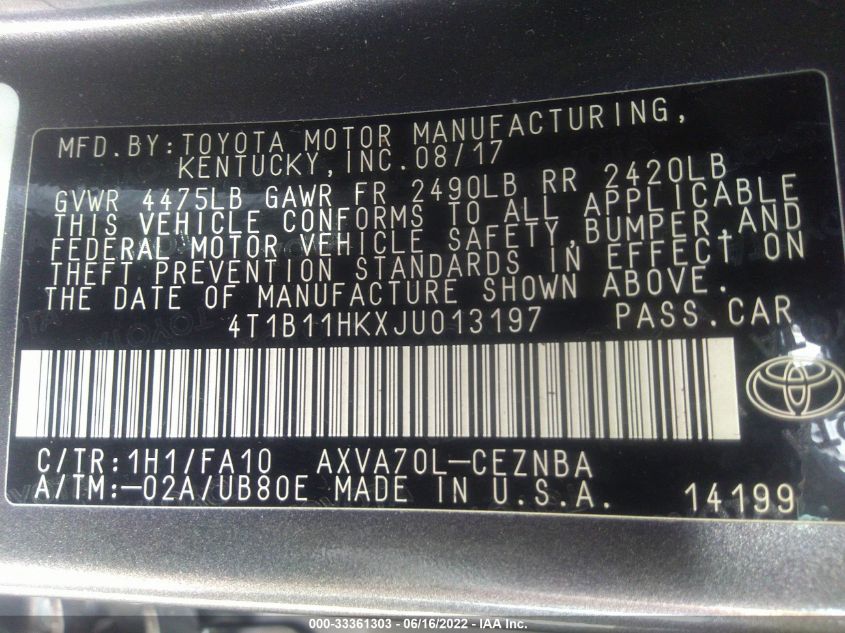 MFD.BY:TOYOTA MOTOR MANUFACTURING,
KENTUCKY,INC.08/17
GVWR 4475LB GAWR FR 2490LB RR 2420LB
THIS VEHICLE CONFORMS TO ALL APPLICABLE
FEDERAL MOTOR VEHICLE SAFETY,BUMPER,AND
THEFT PREVENTION STANDARDS IN EFFECT ON
THE DATE OF MANUFACTURE SHOWN ABOVE.
4T1B11HKXJU013197 PASS.CAR
C/TR:1H1/FA10 AXVA70L-CEZNBA
A/TM:-02A/UB80E MADE IN U.S.A. 14199
000-33361303 - 06/16/2022 - IAA Inc.